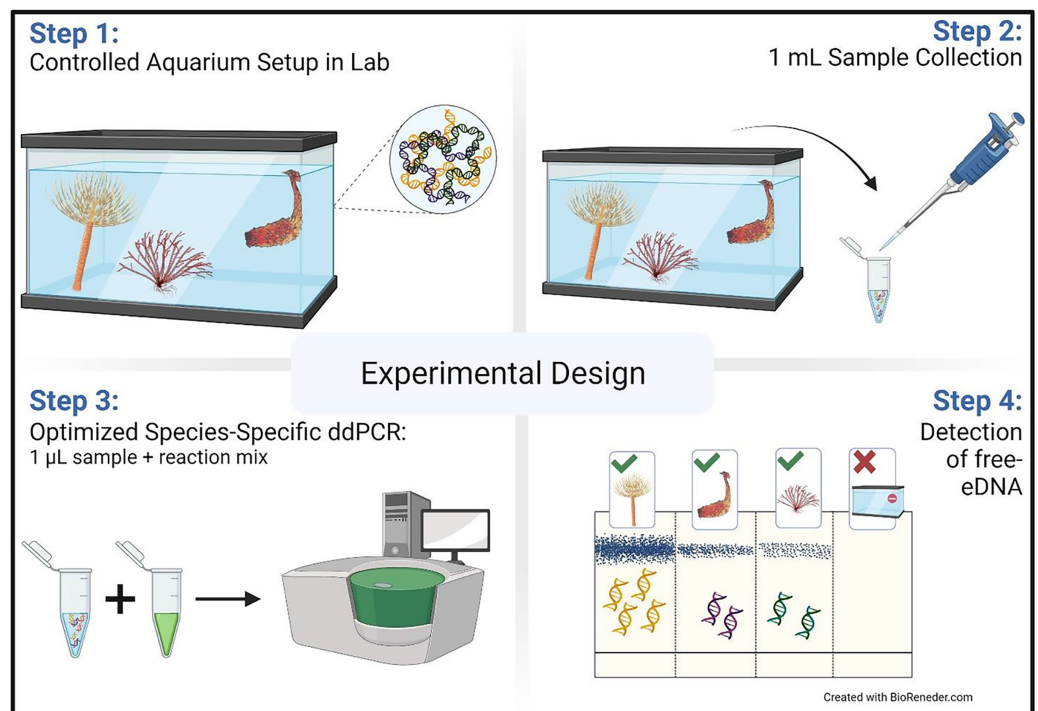 Step 1:
Controlled Aquarium Setup in Lab
Step 2:
1 mL Sample Collection
Experimental Design
Step 3:
Optimized Species-Specific ddPCR:
1 µL sample + reaction mix
Step 4:
Detection
of free-
eDNA
Created with BioReneder.com